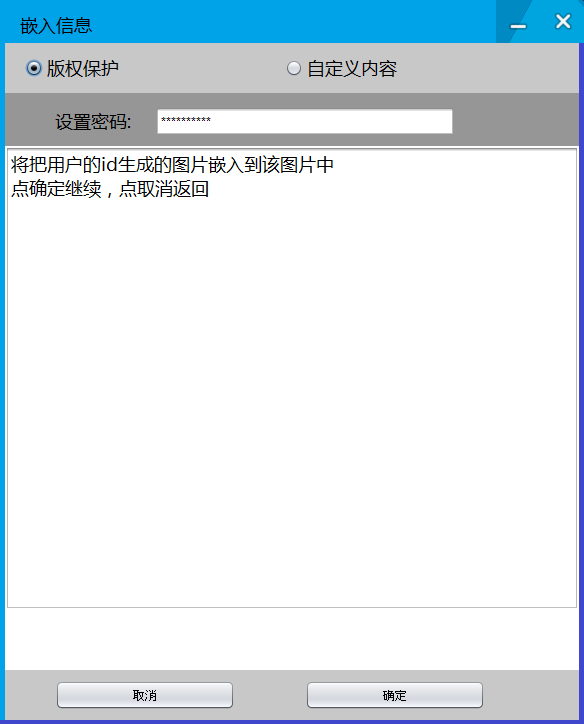 嵌入信息
版权保护 自定义内容
设置密码: **********
将把用户的id生成的图片嵌入到该图片中
点确定继续，点取消返回
取消 确定